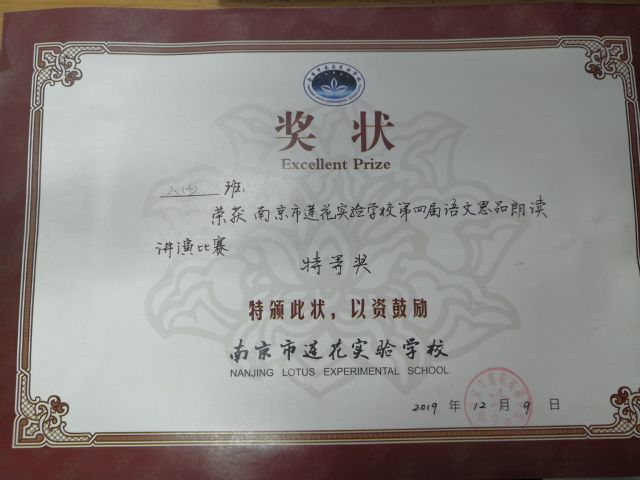 奖状
Excellent Prize
八(4) 班:
荣获 南京市莲花实验学校第四届语文思品朗读
讲演比赛
特等奖
特颁此状，以资鼓励
南京市莲花实验学校
NANJING LOTUS EXPERIMENTAL SCHOOL
2019 年 12 月 9 日